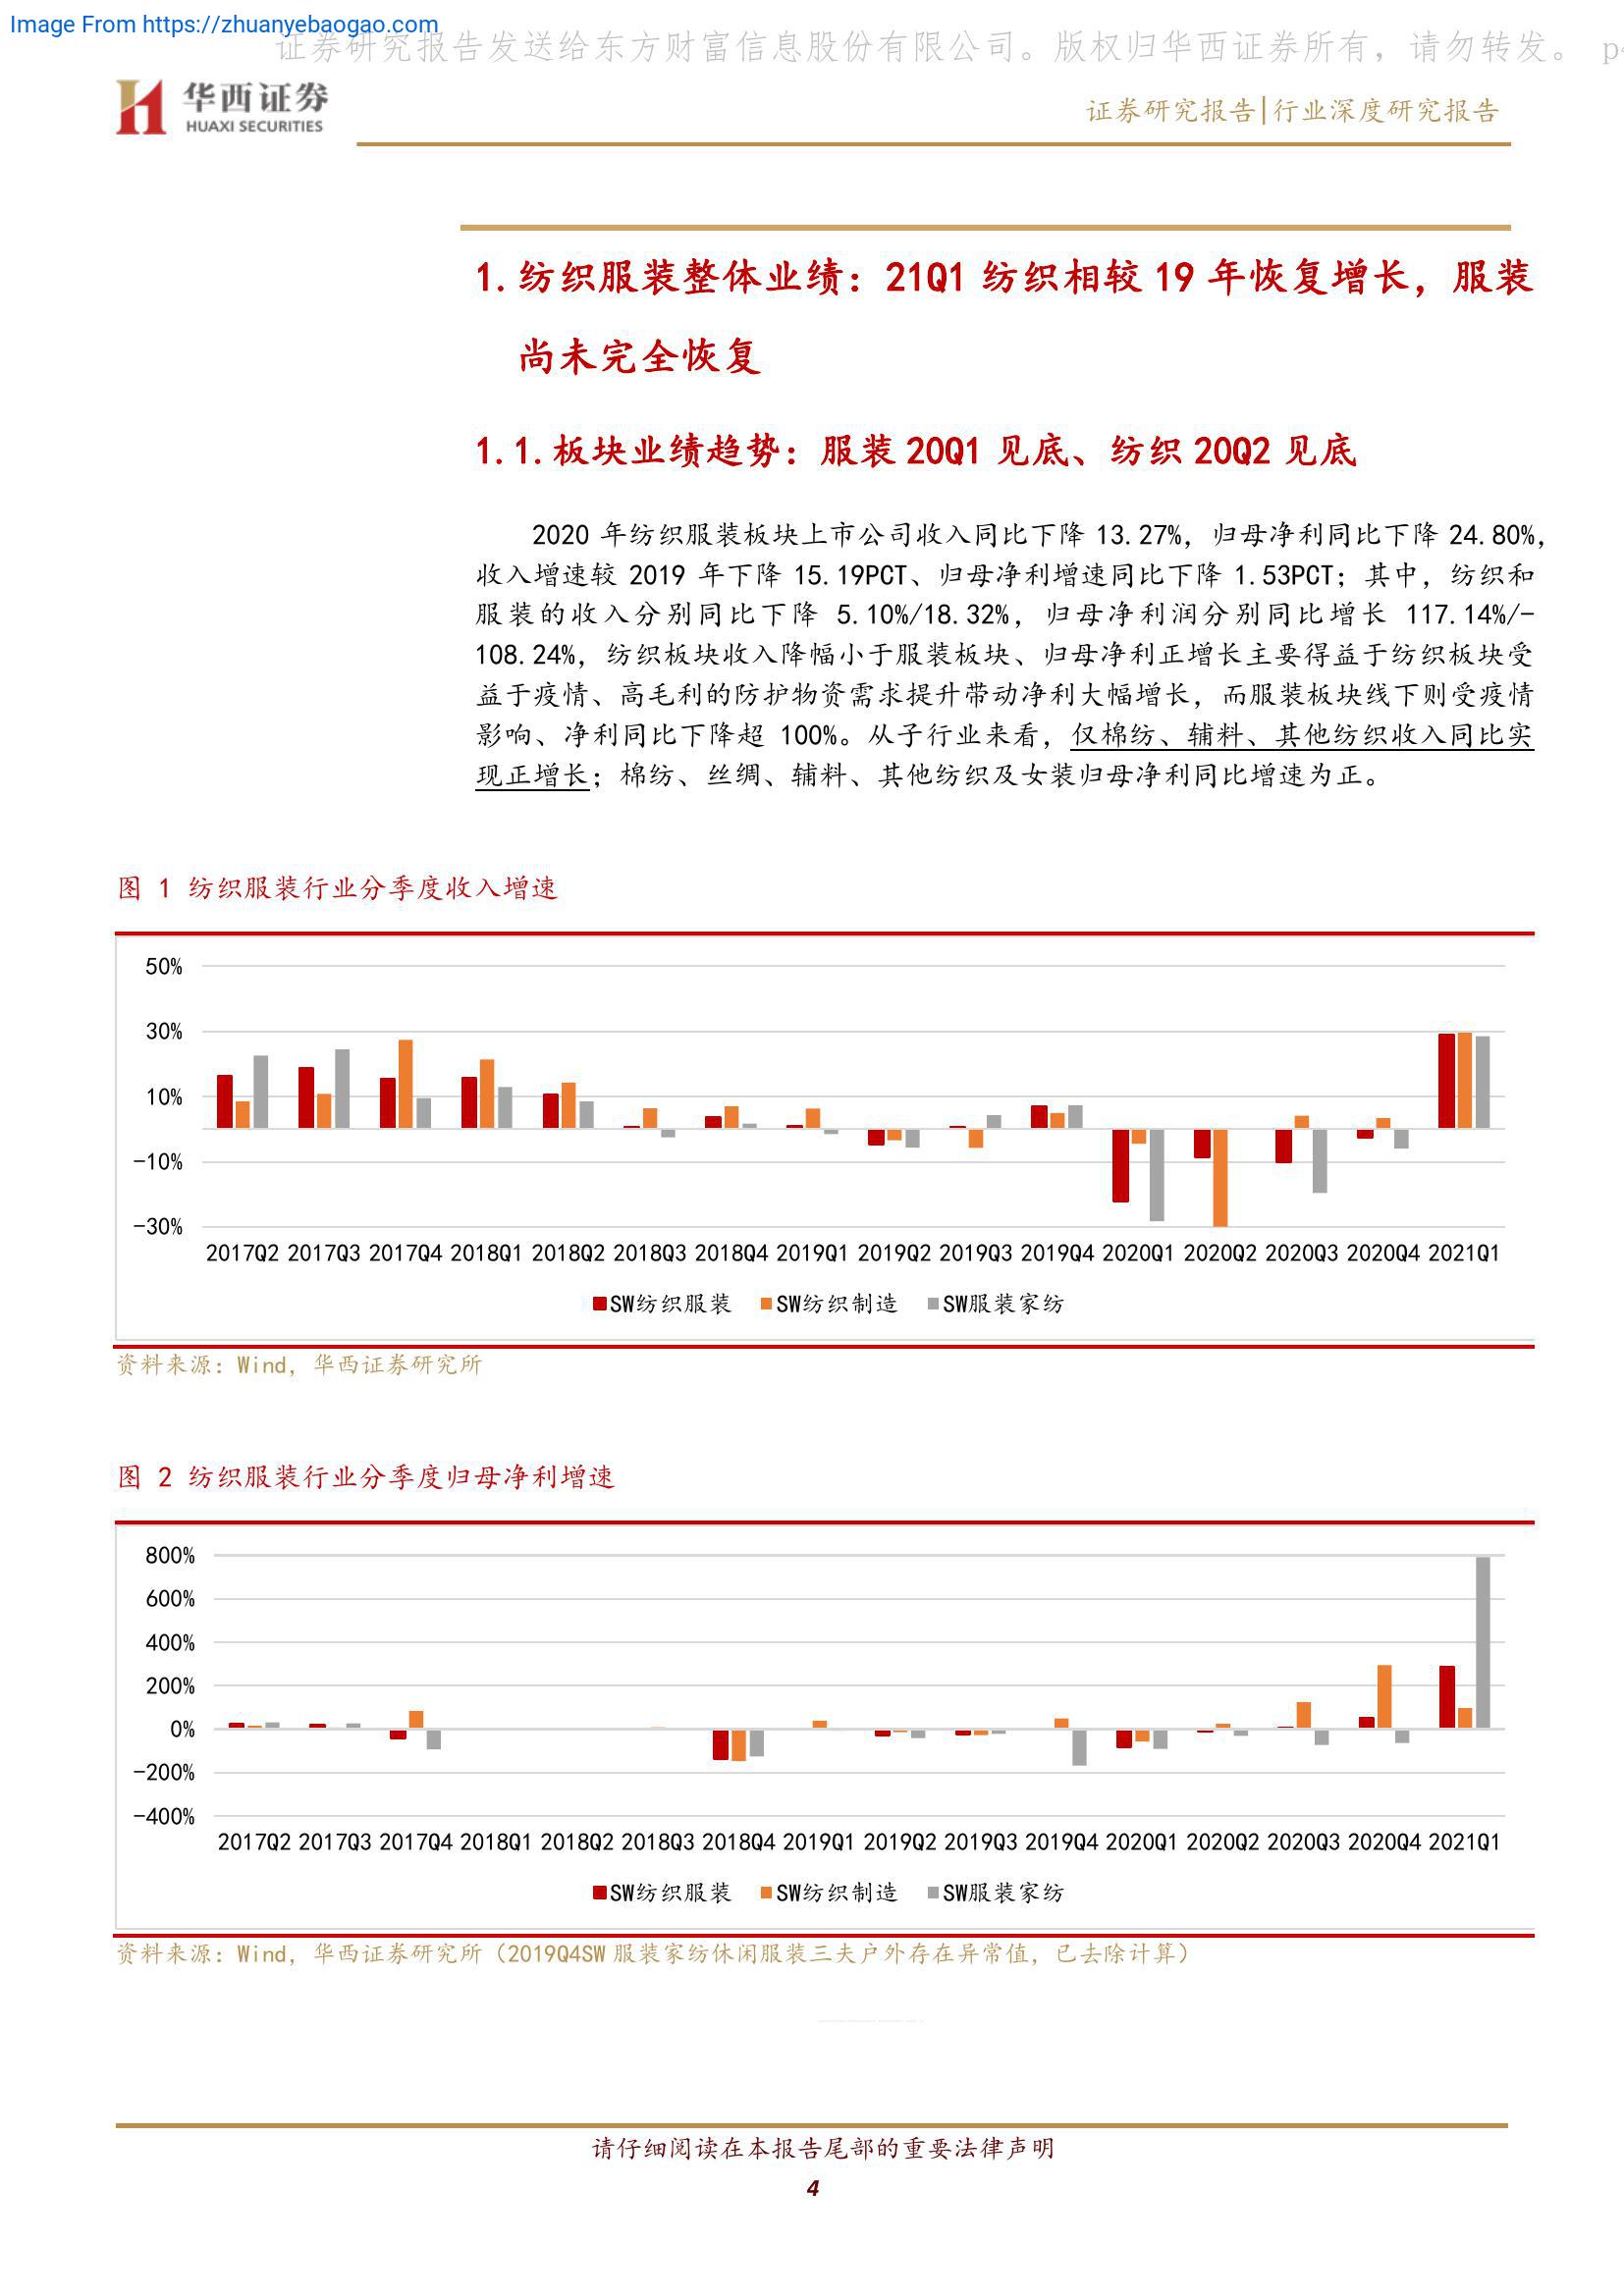 Image From https://zhuanyebaogao.com
证券研究报告发送给东方财富信息股份有限公司。版权归华西证券所有，请勿转发。 p
华西证券
HUAXI SECURITIES
证券研究报告|行业深度研究报告
1.纺织服装整体业绩：21Q1 纺织相较 19 年恢复增长，服装
尚未完全恢复
1.1.板块业绩趋势：服装 20Q1 见底、纺织 20Q2 见底
2020 年纺织服装板块上市公司收入同比下降 13.27%，归母净利同比下降 24.80%，
收入增速较 2019 年下降 15.19PCT、归母净利增速同比下降 1.53PCT；其中，纺织和
服装的收入分别同比下降 5.10%/18.32%，归母净利润分别同比增长 117.14%/-
108.24%，纺织板块收入降幅小于服装板块、归母净利正增长主要得益于纺织板块受
益于疫情、高毛利的防护物资需求提升带动净利大幅增长，而服装板块线下则受疫情
影响、净利同比下降超 100%。从子行业来看，仅棉纺、辅料、其他纺织收入同比实
现正增长；棉纺、丝绸、辅料、其他纺织及女装归母净利同比增速为正。
图 1 纺织服装行业分季度收入增速
50%
30%
10%
-10%
-30%
2017Q2 2017Q3 2017Q4 2018Q1 2018Q2 2018Q3 2018Q4 2019Q1 2019Q2 2019Q3 2019Q4 2020Q1 2020Q2 2020Q3 2020Q4 2021Q1
SW纺织服装 SW纺织制造 SW服装家纺
资料来源：Wind，华西证券研究所
图 2 纺织服装行业分季度归母净利增速
800%
600%
400%
200%
0%
-200%
-400%
2017Q2 2017Q3 2017Q4 2018Q1 2018Q2 2018Q3 2018Q4 2019Q1 2019Q2 2019Q3 2019Q4 2020Q1 2020Q2 2020Q3 2020Q4 2021Q1
SW纺织服装 SW纺织制造 SW服装家纺
资料来源：Wind，华西证券研究所（2019Q4SW 服装家纺休闲服装三夫户外存在异常值，已去除计算）
请仔细阅读在本报告尾部的重要法律声明
4